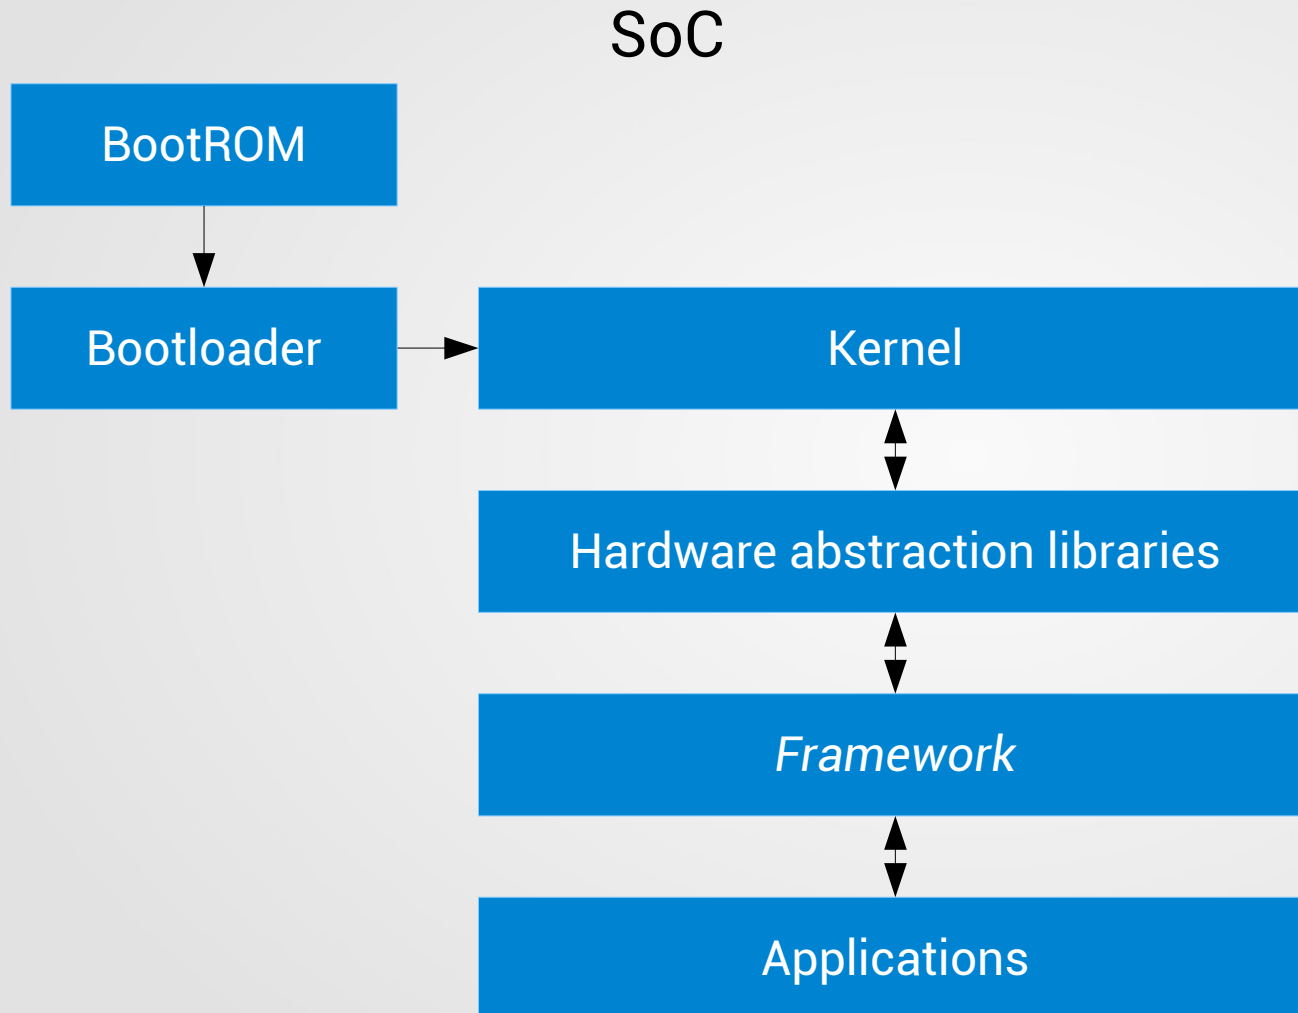 SoC
BootROM
Bootloader
Kernel
Hardware abstraction libraries
Framework
Applications